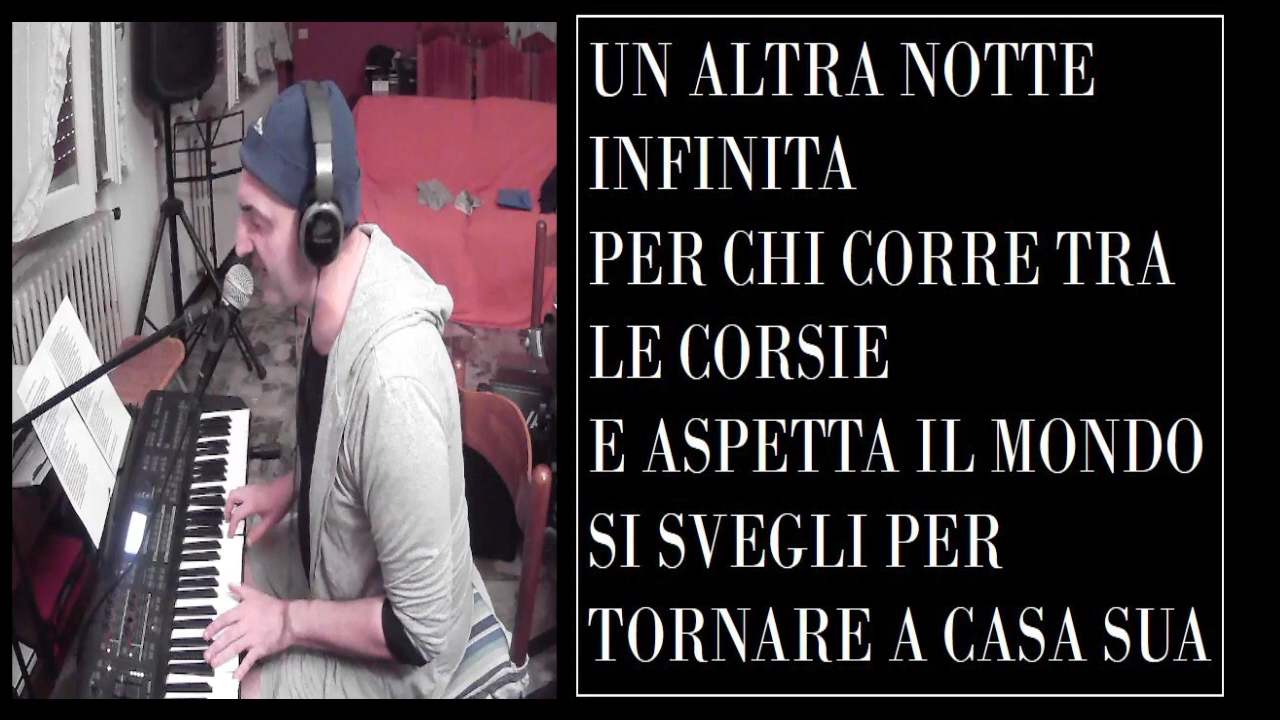 UN ALTRA NOTTE
INFINITA
PER CHI CORRE TRA
LE CORSIE
E ASPETTA IL MONDO
SI SVEGLI PER
TORNARE A CASA SUA